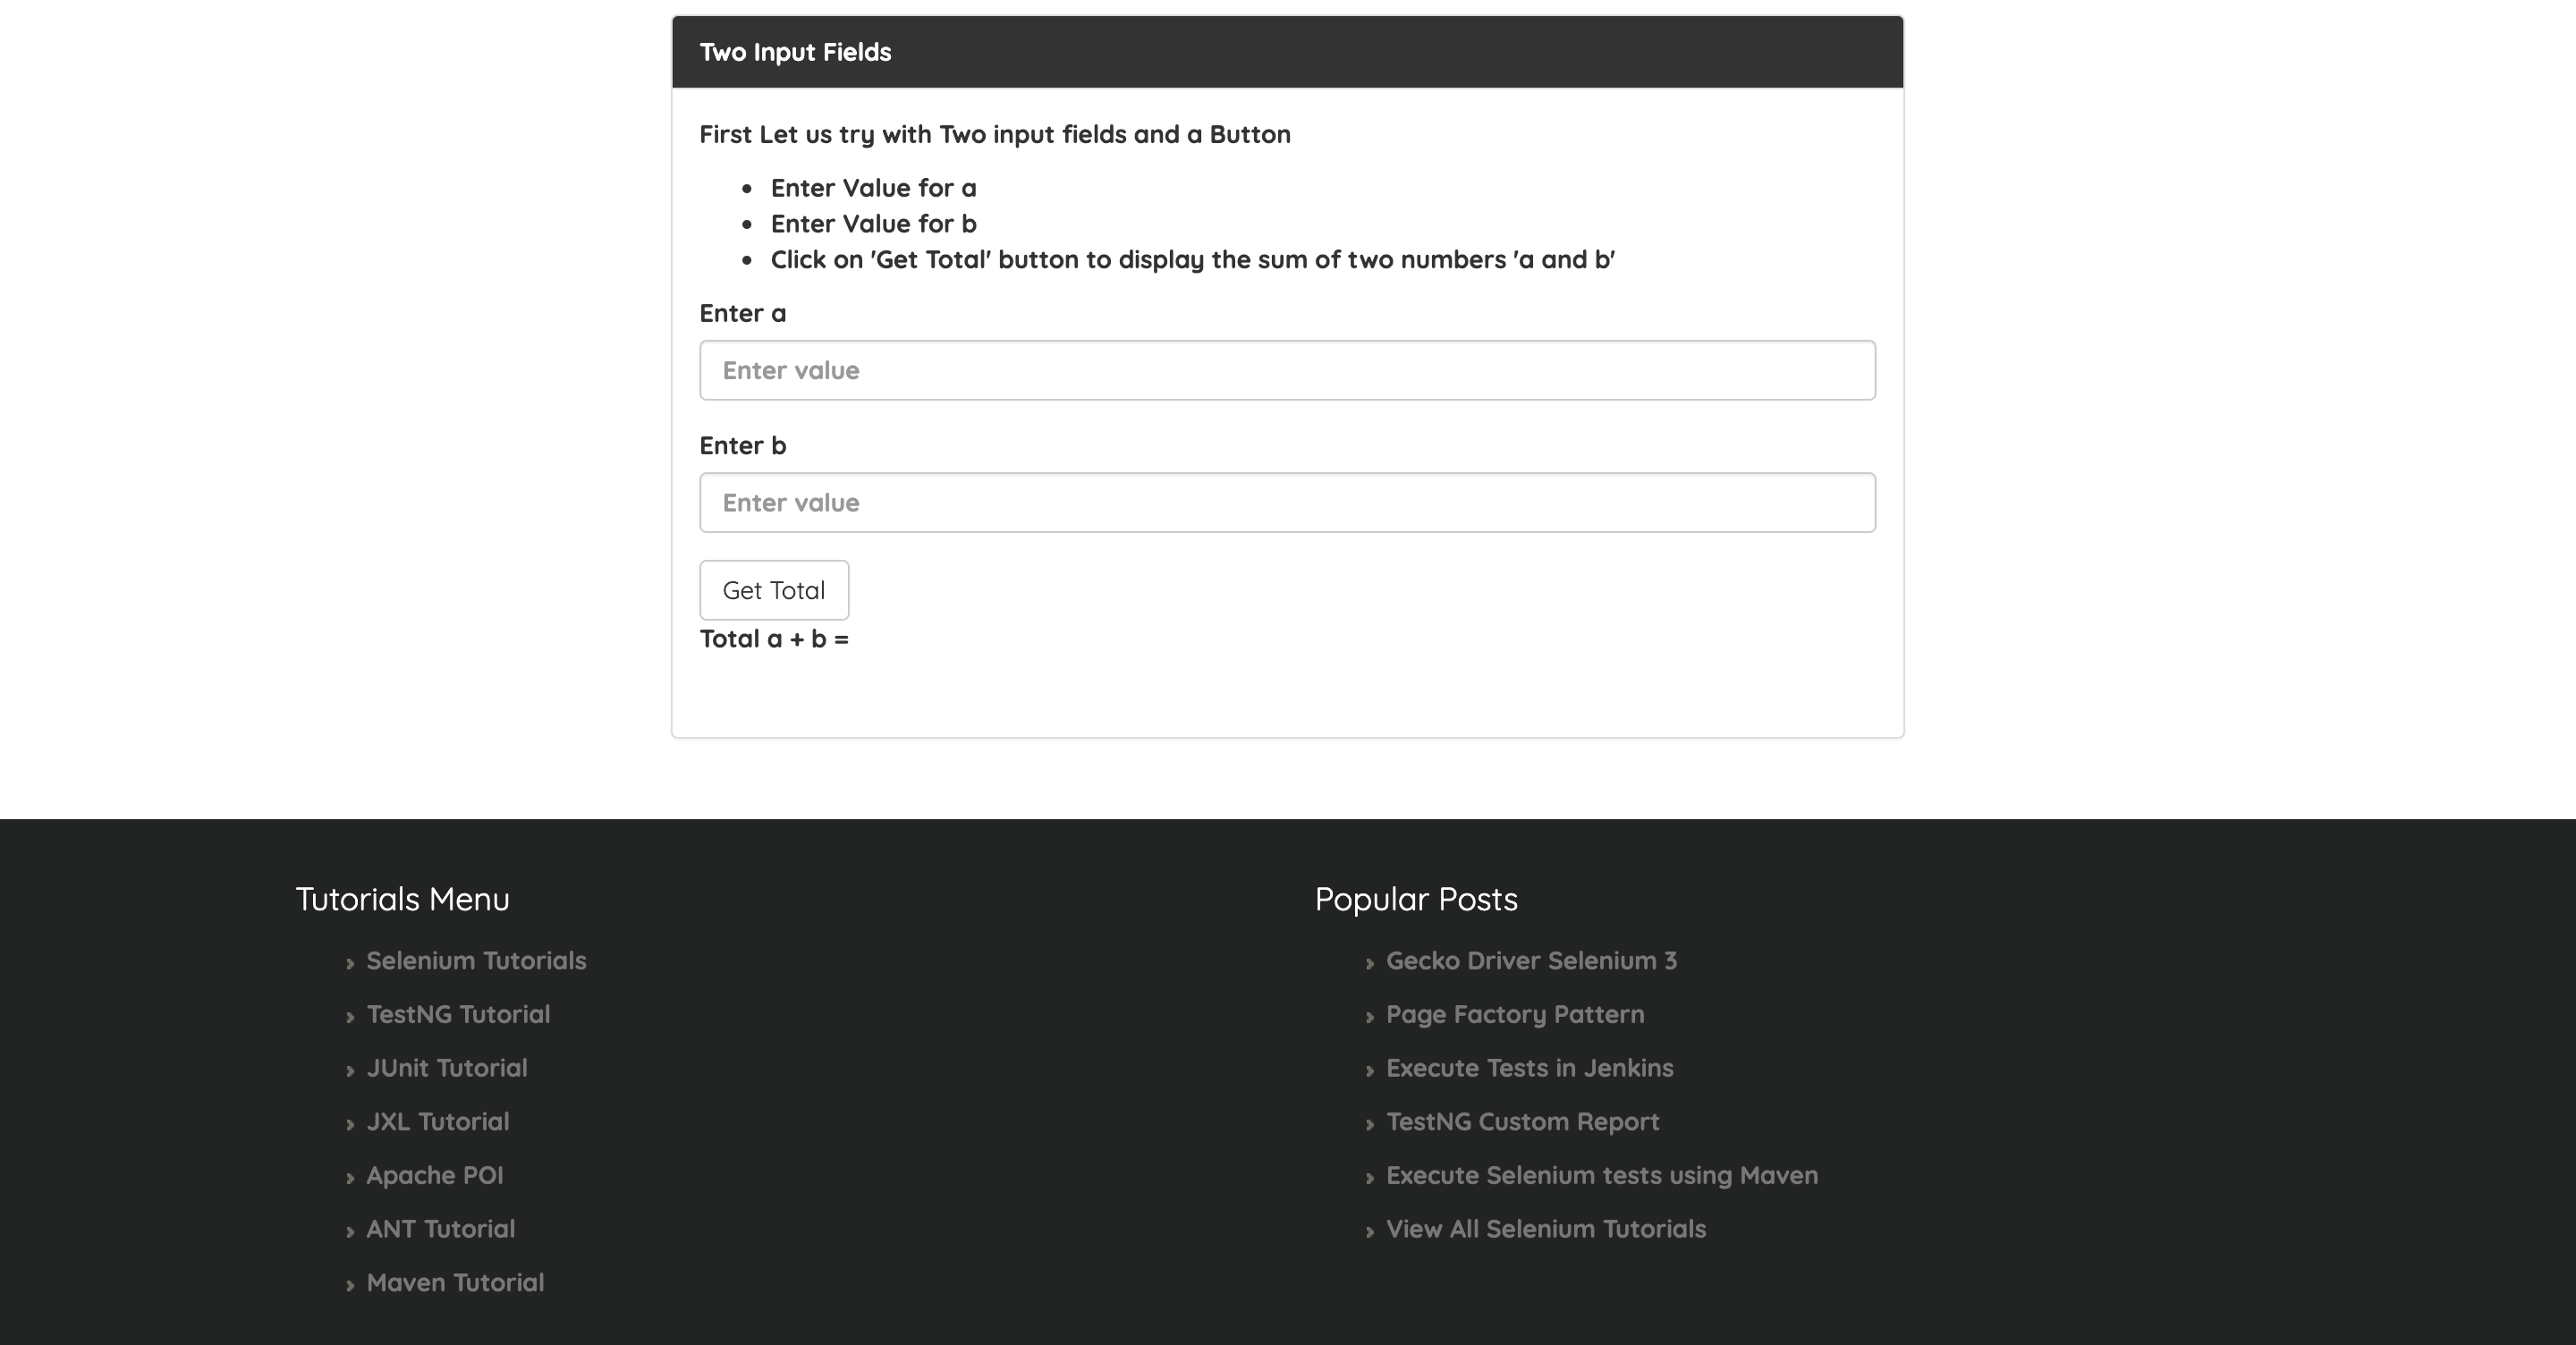 Two Input Fields
First Let us try with Two input fields and a Button
Enter Value for a
Enter Value for b
Click on 'Get Total' button to display the sum of two numbers 'a and b'
Enter a
Enter value
Enter b
Enter value
Get Total
Total a + b =
Tutorials Menu
Selenium Tutorials
TestNG Tutorial
JUnit Tutorial
JXL Tutorial
Apache POI
ANT Tutorial
Maven Tutorial
Popular Posts
Gecko Driver Selenium 3
Page Factory Pattern
Execute Tests in Jenkins
TestNG Custom Report
Execute Selenium tests using Maven
View All Selenium Tutorials